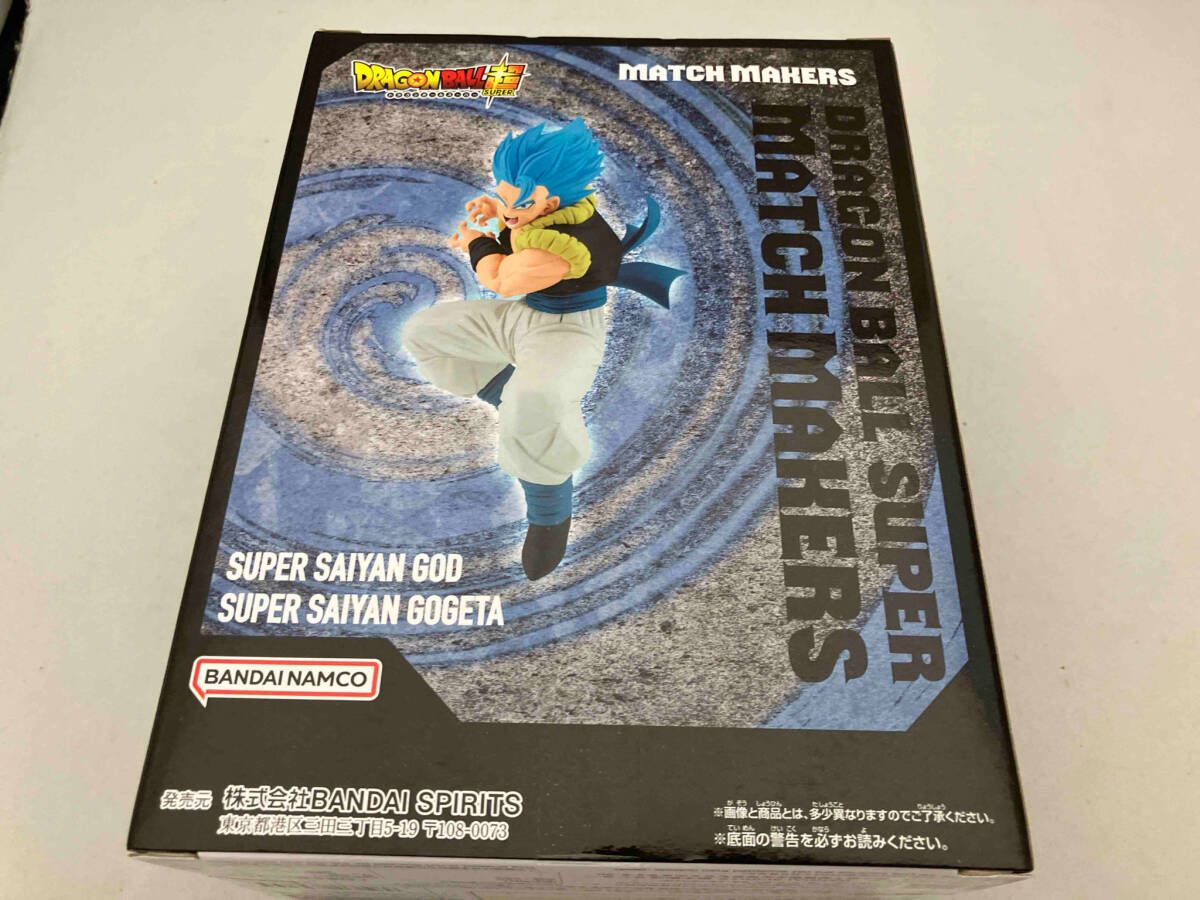 DRAGON BALL超
SUPER
MATCH MAKERS
DRAGON BALL SUPER
MATCH MAKERS
SUPER SAIYAN GOD
SUPER SAIYAN GOGETA
BANDAI NAMCO
発売元 株式会社BANDAI SPIRITS
東京都港区三田三丁目5-19 〒108-0073
※画像と商品とは、多少異なりますのでご了承ください。
※底面の警告を必ずお読みください。